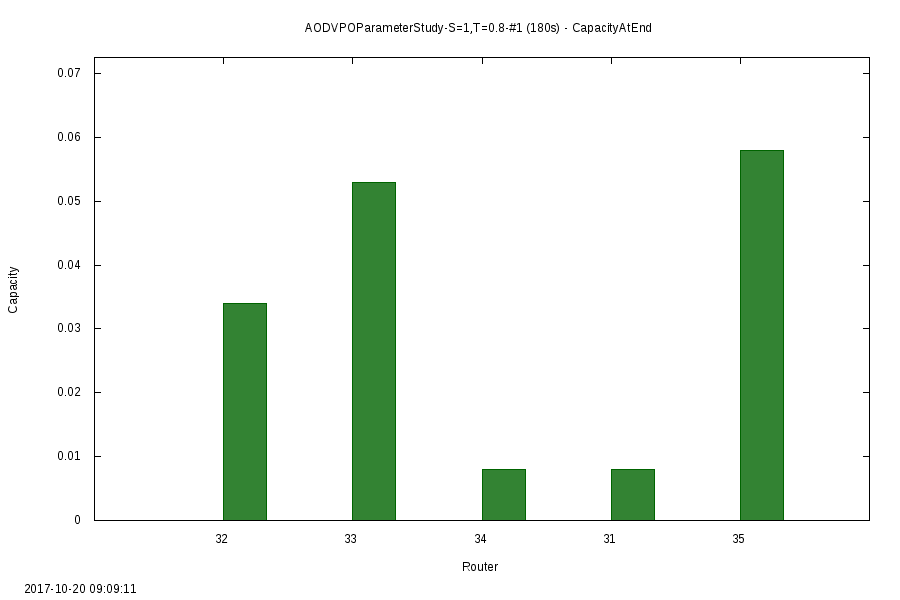 AODVPOParameterStudy-S=1,T=0.8-#1 (180s) - CapacityAtEnd
0.07
0.06
0.05
0.04
0.03
0.02
0.01
0
Capacity
32 33 34 31 35
Router
2017-10-20 09:09:11